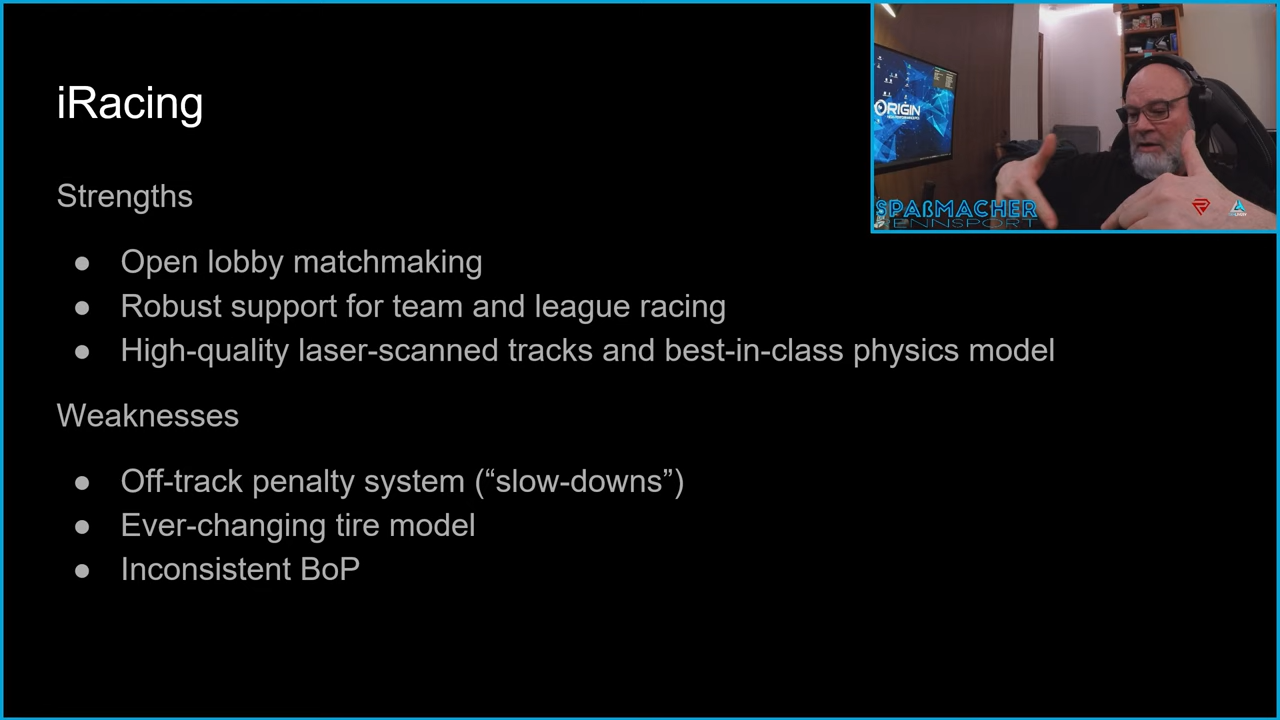 iRacing
Strengths
● Open lobby matchmaking
● Robust support for team and league racing
● High-quality laser-scanned tracks and best-in-class physics model
Weaknesses
● Off-track penalty system (“slow-downs”)
● Ever-changing tire model
● Inconsistent BoP
ORIGIN
SPAßMACHER
RENNSPORT